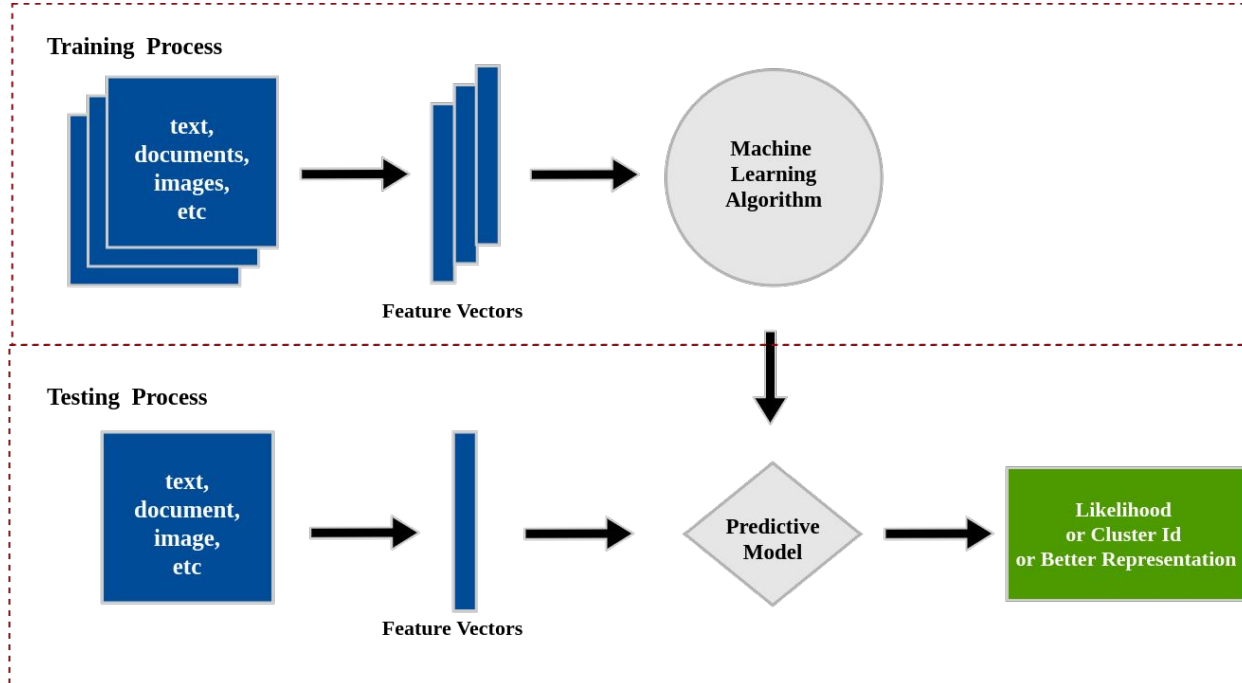 Training Process
text,
documents,
images,
etc
Feature Vectors
Machine
Learning
Algorithm
Testing Process
text,
document,
image,
etc
Feature Vectors
Predictive
Model
Likelihood
or Cluster Id
or Better Representation